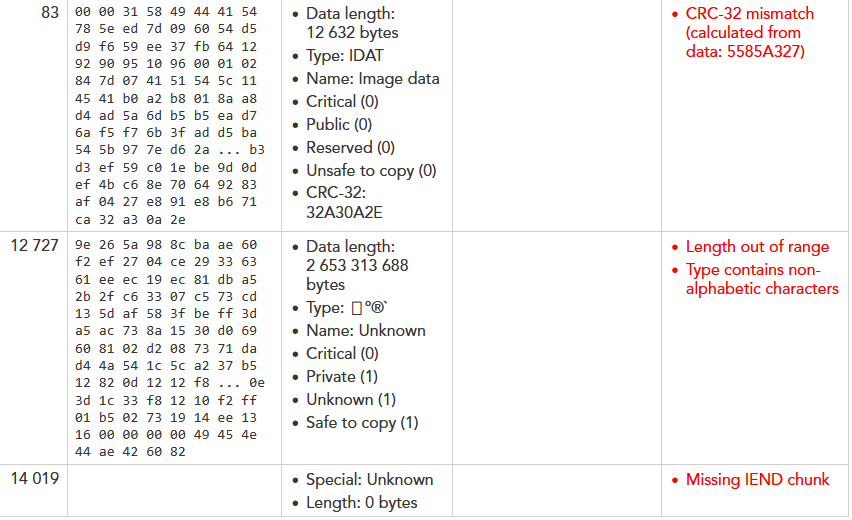 83
00 00 31 58 49 44 41 54
78 5e ed 7d 09 60 54 d5
d9 f6 59 ee 37 fb 64 12
92 90 95 10 96 00 01 02
84 7d 07 41 51 54 5c 11
45 41 b0 a2 b8 01 8a a8
d4 ad 5a 6d b5 b5 ea d7
6a f5 f7 6b 3f ad d5 ba
54 5b 97 7e d6 2a ... b3
d3 ef 59 c0 1e be 9d 0d
ef 4b c6 8e 70 64 92 83
af 04 27 e8 91 e8 b6 71
ca 32 a3 0a 2e
• Data length:
12 632 bytes
• Type: IDAT
• Name: Image data
• Critical (0)
• Public (0)
• Reserved (0)
• Unsafe to copy (0)
• CRC-32:
32A30A2E
• CRC-32 mismatch
(calculated from
data: 5585A327)
12 727
9e 26 5a 98 8c ba ae 60
f2 ef 27 04 ce 29 33 63
61 ee ec 19 ec 81 db a5
2b 2f c6 33 07 c5 73 cd
13 5d af 58 3f be ff 3d
a5 ac 73 8a 15 30 d0 69
60 81 02 d2 08 73 71 da
d4 4a 54 1c 5c a2 37 b5
12 82 0d 12 12 f8 ... 0e
3d 1c 33 f8 12 10 f2 ff
01 b5 02 73 19 14 ee 13
16 00 00 00 00 49 45 4e
44 ae 42 60 82
• Data length:
2 653 313 688
bytes
• Type: º®`
• Name: Unknown
• Critical (0)
• Private (1)
• Unknown (1)
• Safe to copy (1)
• Length out of range
• Type contains non-
alphabetic characters
14 019
• Special: Unknown
• Length: 0 bytes
• Missing IEND chunk